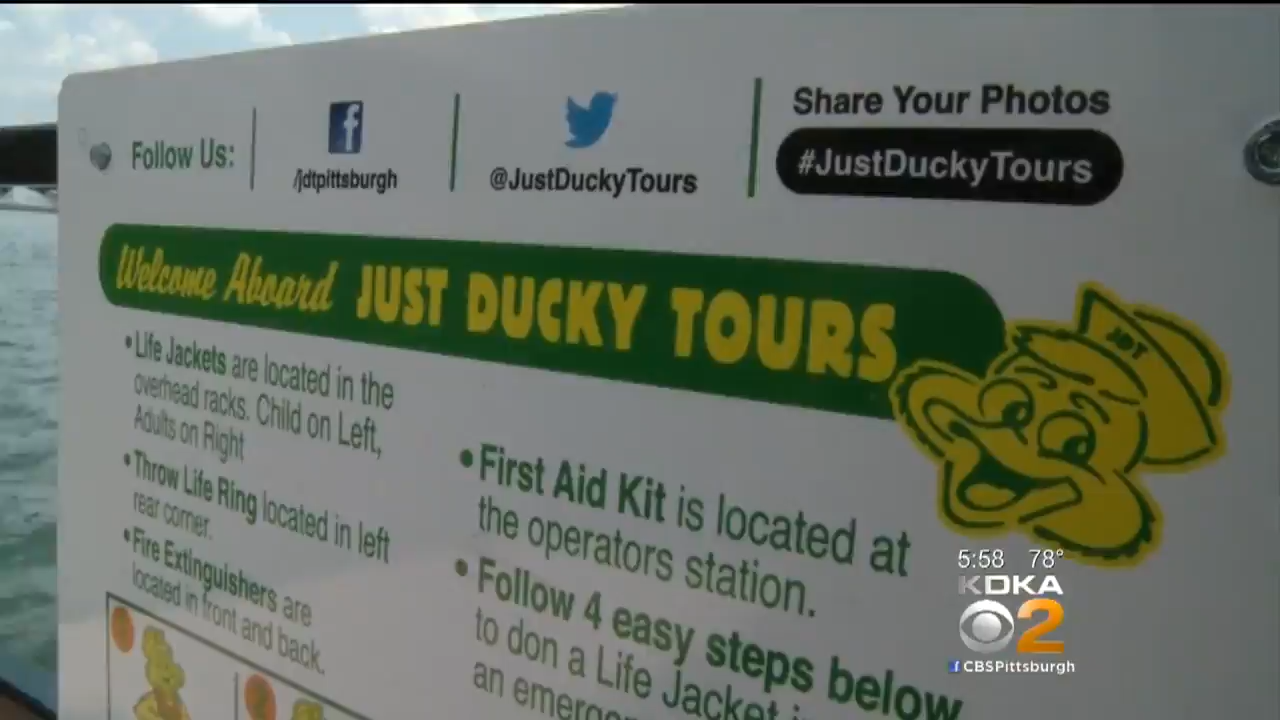 Follow Us:
/jdtpittsburgh
@JustDuckyTours
Share Your Photos
#JustDuckyTours
Welcome Aboard JUST DUCKY TOURS
JDT
• Life Jackets are located in the
overhead racks. Child on Left,
Adults on Right
• Throw Life Ring located in left
rear corner.
• Fire Extinguishers are
located in front and back.
• First Aid Kit is located at
the operators station.
• Follow 4 easy steps below
to don a Life Jacket
an
5:58 78°
KDKA
2
f CBSPittsburgh